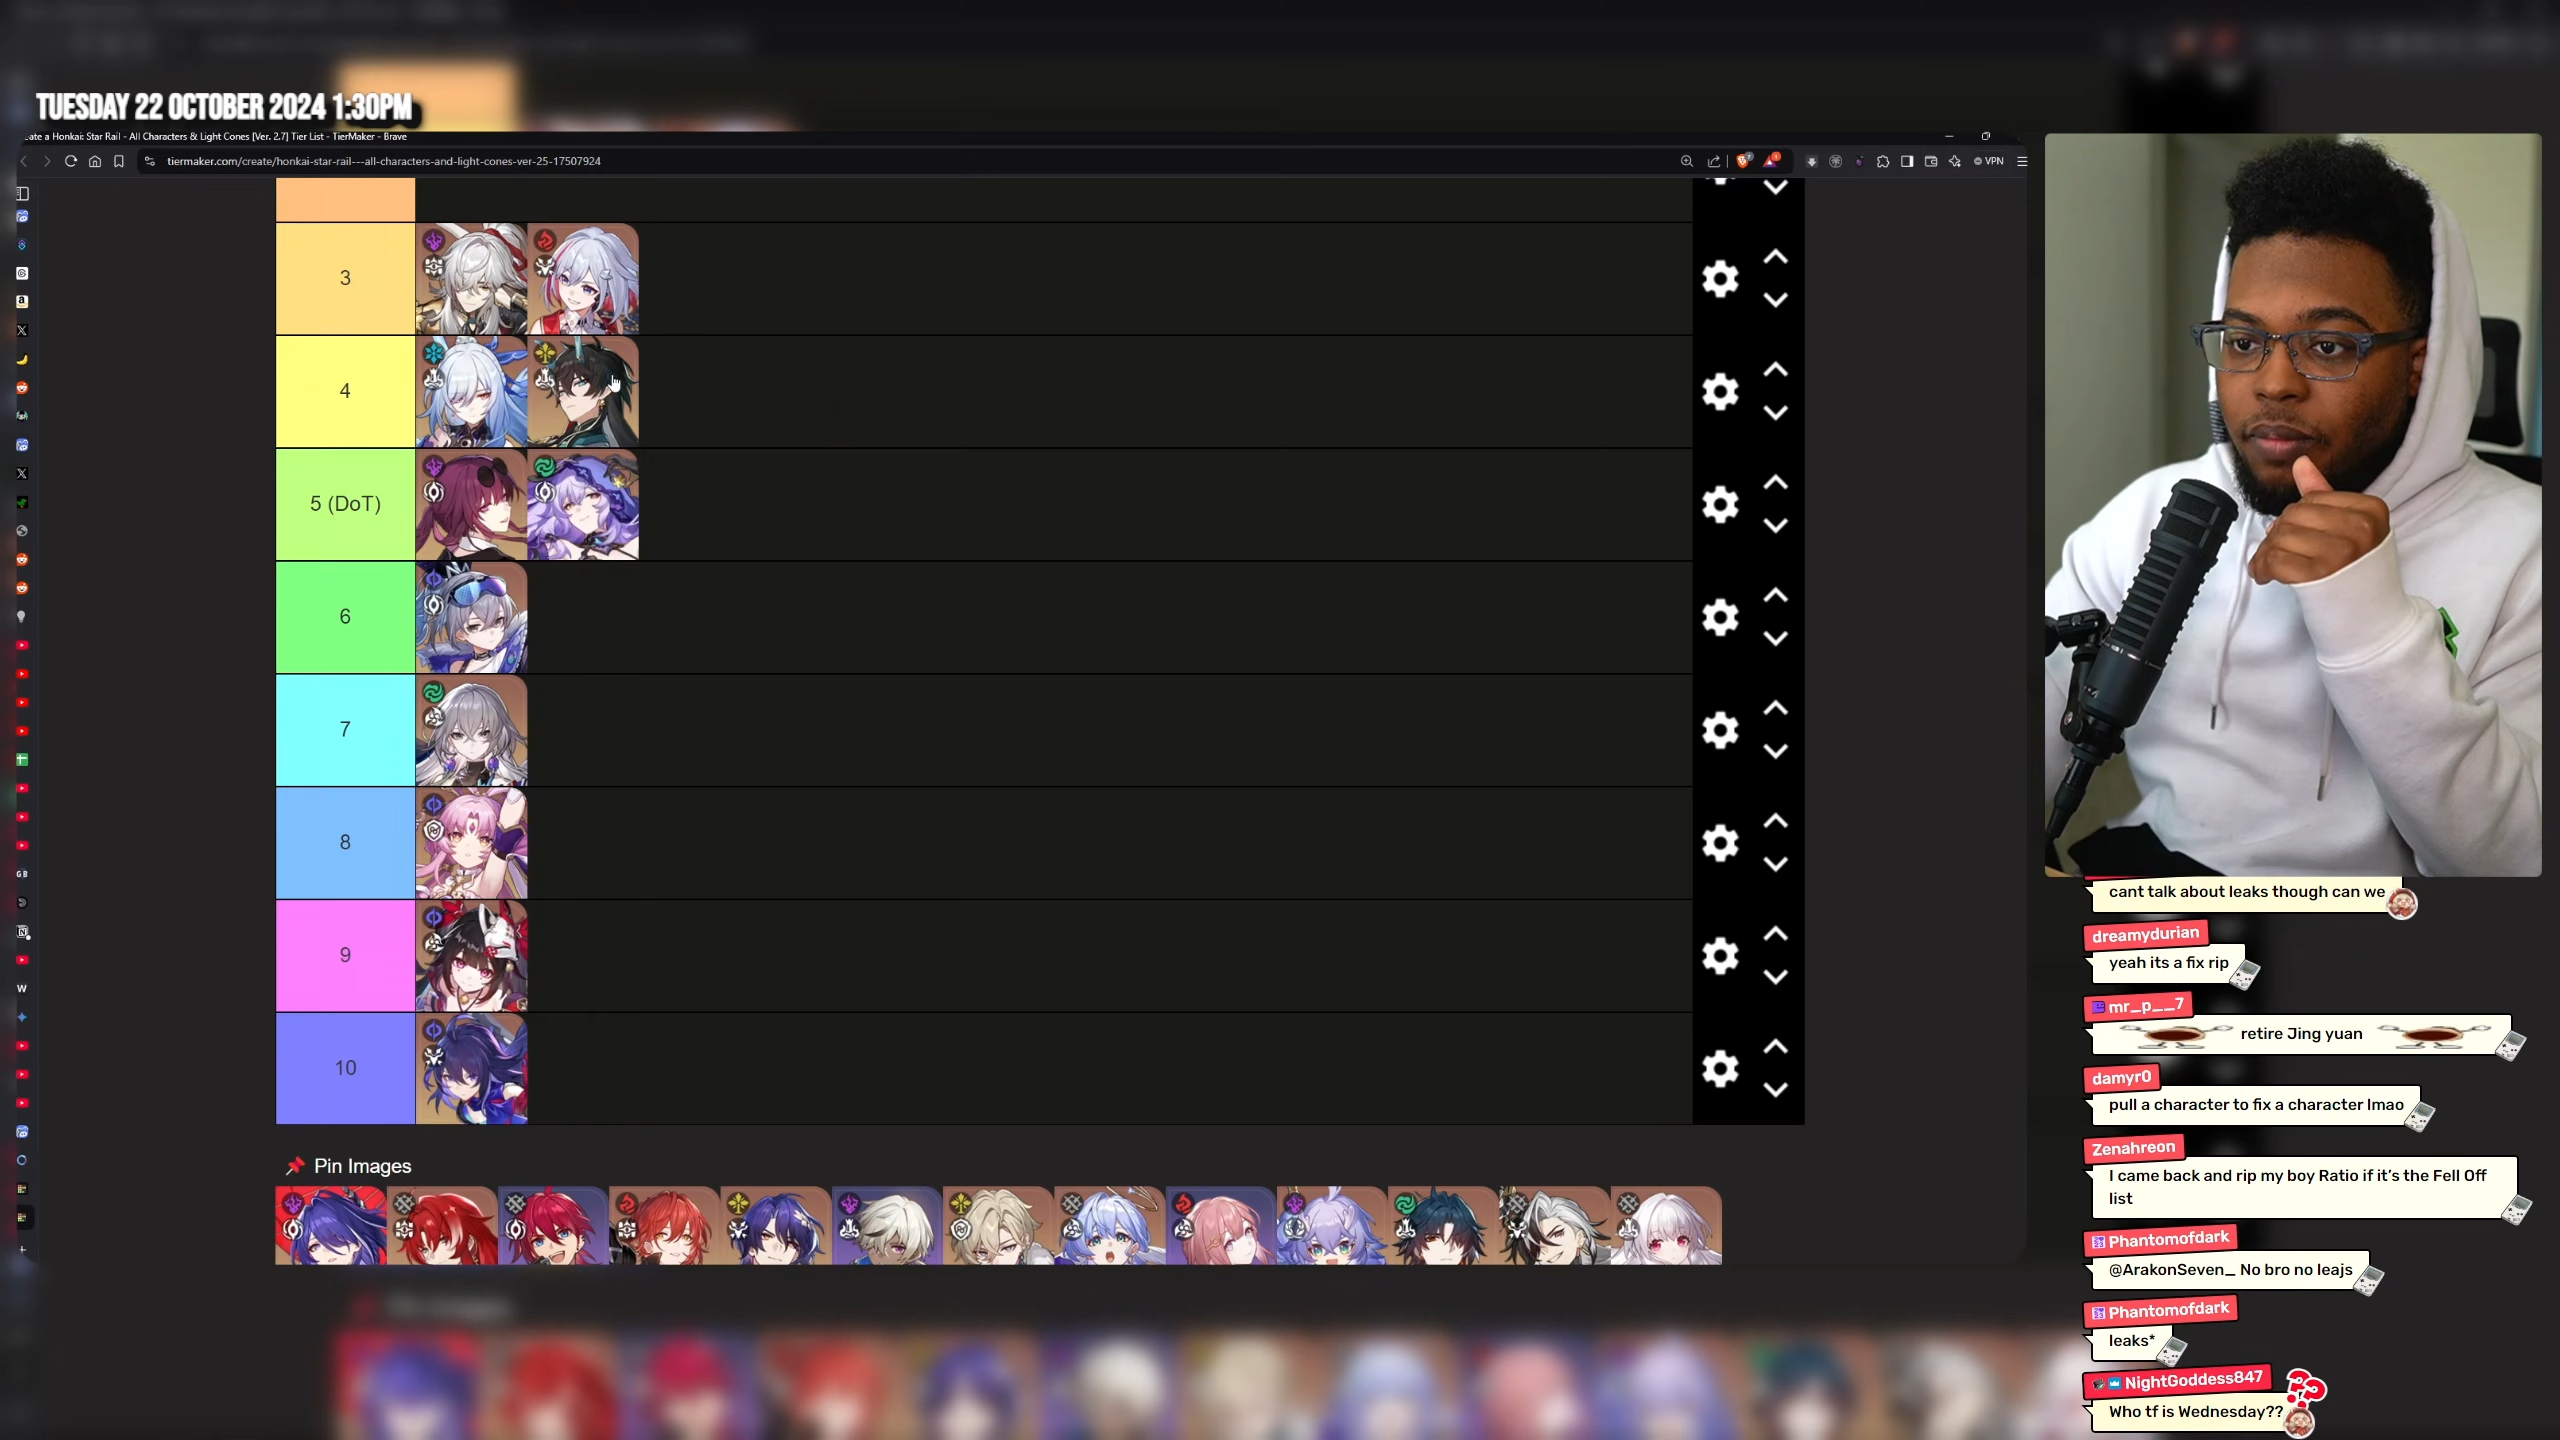 TUESDAY 22 OCTOBER 2024 1:30PM
ate a Honkai: Star Rail - All Characters & Light Cones [Ver. 2.7] Tier List - TierMaker - Brave
tiermaker.com/create/honkai-star-rail---all-characters-and-light-cones-ver-25-17507924
VPN
3
4
5 (DoT)
6
7
8
9
10
Pin Images
cant talk about leaks though can we
dreamydurian
yeah its a fix rip
mr_p__7
retire Jing yuan
damyr0
pull a character to fix a character lmao
Zenahreon
I came back and rip my boy Ratio if it's the Fell Off
list
Phantomofdark
@ArakonSeven_ No bro no leajs
Phantomofdark
leaks*
NightGoddess847
Who tf is Wednesday??